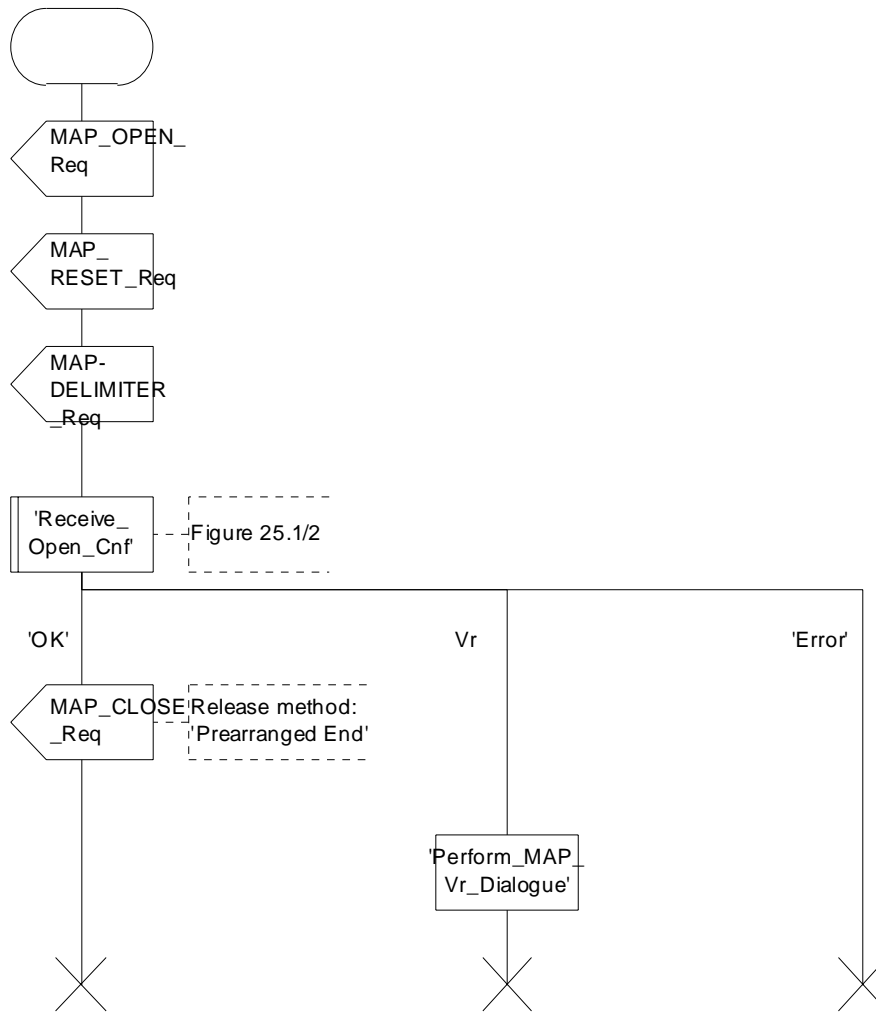 MAP_OPEN_
Req
MAP_
RESET_Req
MAP-
DELIMITER
_Req
'Receive_
Open_Cnf'
Figure 25.1/2
'OK'
Vr
'Error'
MAP_CLOSE
_Req
Release method:
'Prearranged End'
'Perform_MAP_
Vr_Dialogue'